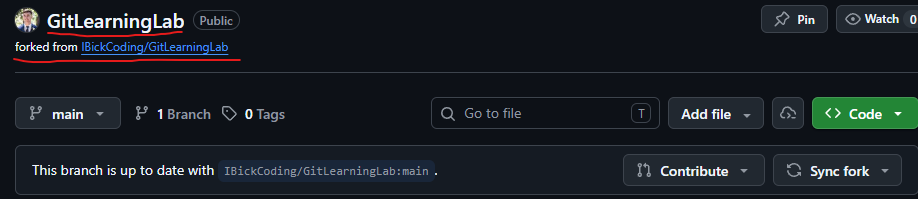 GitLearningLab Public Pin Watch 0
forked from IBickCoding/GitLearningLab
main 1 Branch 0 Tags Go to file T Add file <> Code
This branch is up to date with IBickCoding/GitLearningLab:main . Contribute Sync fork